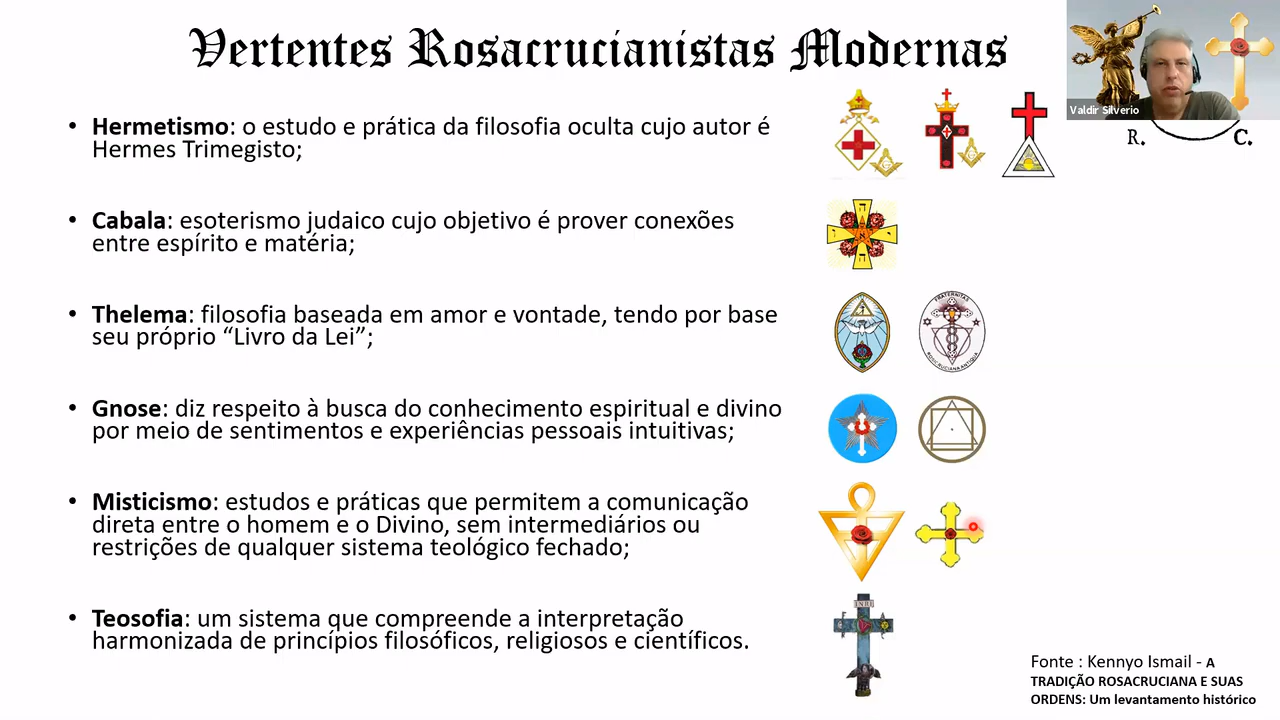 Vertentes Rosacrucianistas Modernas
Valdir Silverio
R. C.
• Hermetismo: o estudo e prática da filosofia oculta cujo autor é
Hermes Trimegisto;
• Cabala: esoterismo judaico cujo objetivo é prover conexões
entre espírito e matéria;
• Thelema: filosofia baseada em amor e vontade, tendo por base
seu próprio “Livro da Lei”;
FRATERNITAS
ROSICRUCIANA ANTIQUA
• Gnose: diz respeito à busca do conhecimento espiritual e divino
por meio de sentimentos e experiências pessoais intuitivas;
• Misticismo: estudos e práticas que permitem a comunicação
direta entre o homem e o Divino, sem intermediários ou
restrições de qualquer sistema teológico fechado;
• Teosofia: um sistema que compreende a interpretação
harmonizada de princípios filosóficos, religiosos e científicos.
INRI
Fonte : Kennyo Ismail - A
TRADIÇÃO ROSACRUCIANA E SUAS
ORDENS: Um levantamento histórico